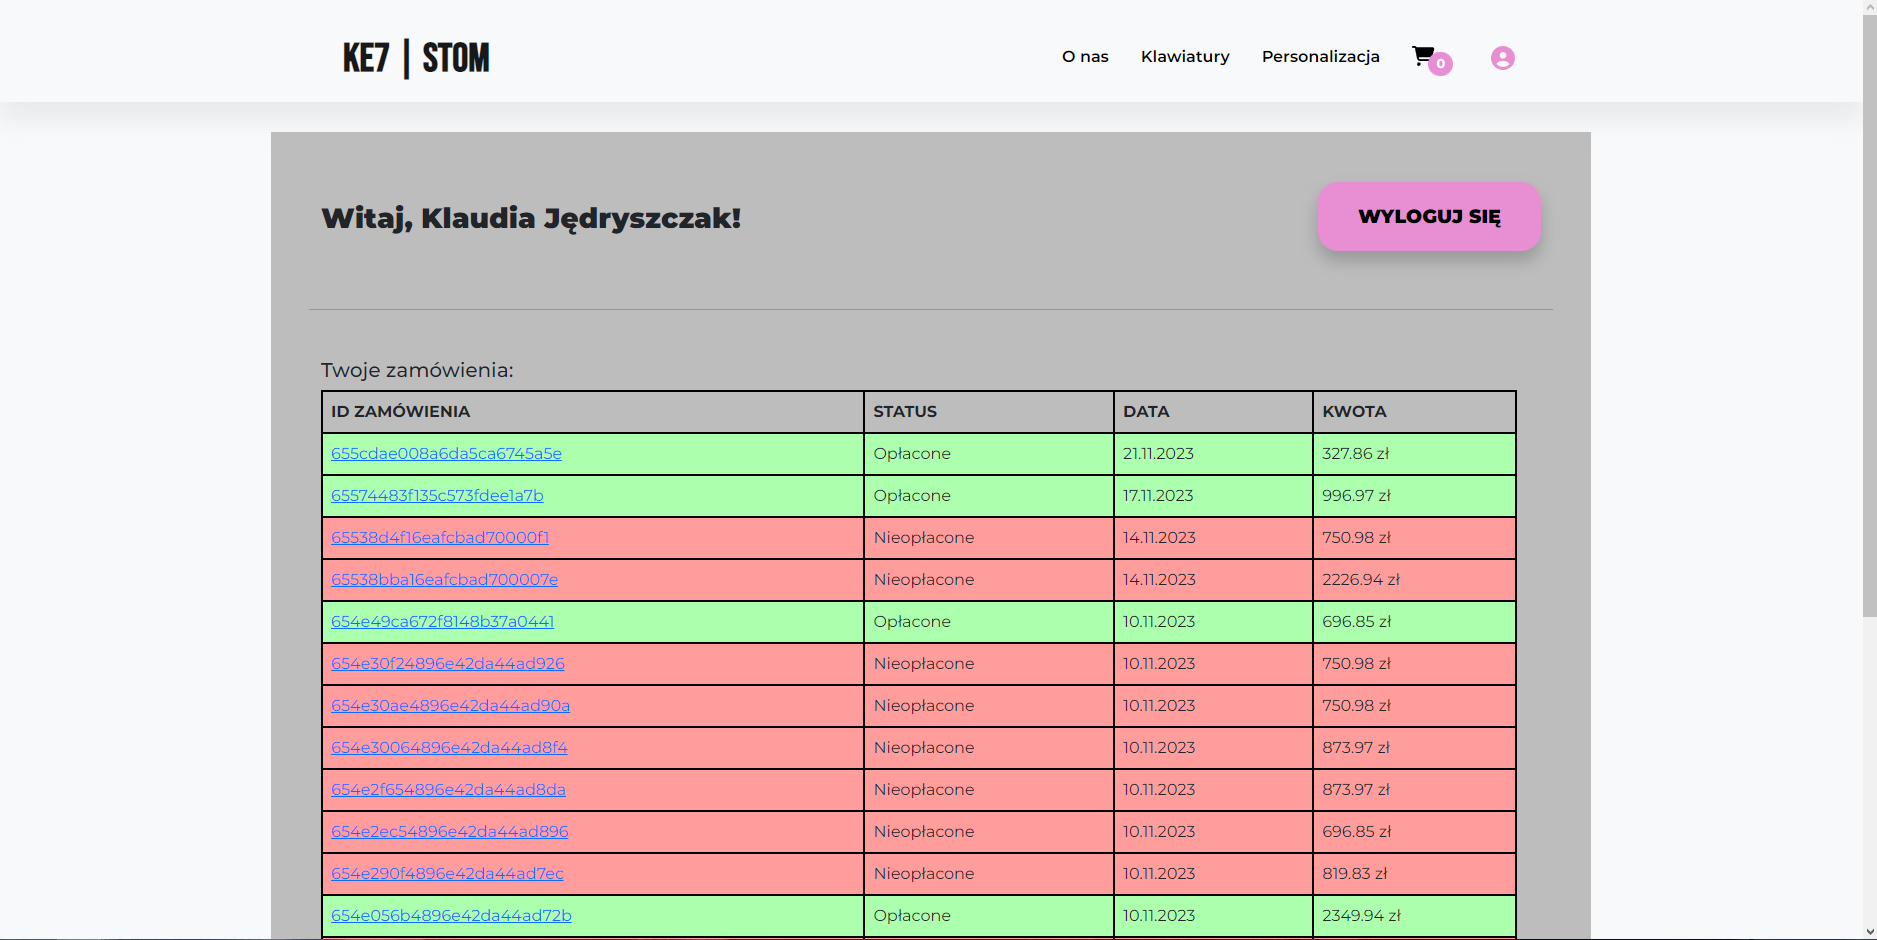 KE7 | STOM
O nas Klawiatury Personalizacja 0
Witaj, Klaudia Jędryszczak!
WYLOGUJ SIĘ
Twoje zamówienia:
ID ZAMÓWIENIA STATUS DATA KWOTA
655cdae008a6da5ca6745a5e Opłacone 21.11.2023 327.86 zł
65574483f135c573fdee1a7b Opłacone 17.11.2023 996.97 zł
65538d4f16eafcbad70000f1 Nieopłacone 14.11.2023 750.98 zł
65538bba16eafcbad700007e Nieopłacone 14.11.2023 2226.94 zł
654e49ca672f8148b37a0441 Opłacone 10.11.2023 696.85 zł
654e30f24896e42da44ad926 Nieopłacone 10.11.2023 750.98 zł
654e30ae4896e42da44ad90a Nieopłacone 10.11.2023 750.98 zł
654e30064896e42da44ad8f4 Nieopłacone 10.11.2023 873.97 zł
654e2f654896e42da44ad8da Nieopłacone 10.11.2023 873.97 zł
654e2ec54896e42da44ad896 Nieopłacone 10.11.2023 696.85 zł
654e290f4896e42da44ad7ec Nieopłacone 10.11.2023 819.83 zł
654e056b4896e42da44ad72b Opłacone 10.11.2023 2349.94 zł